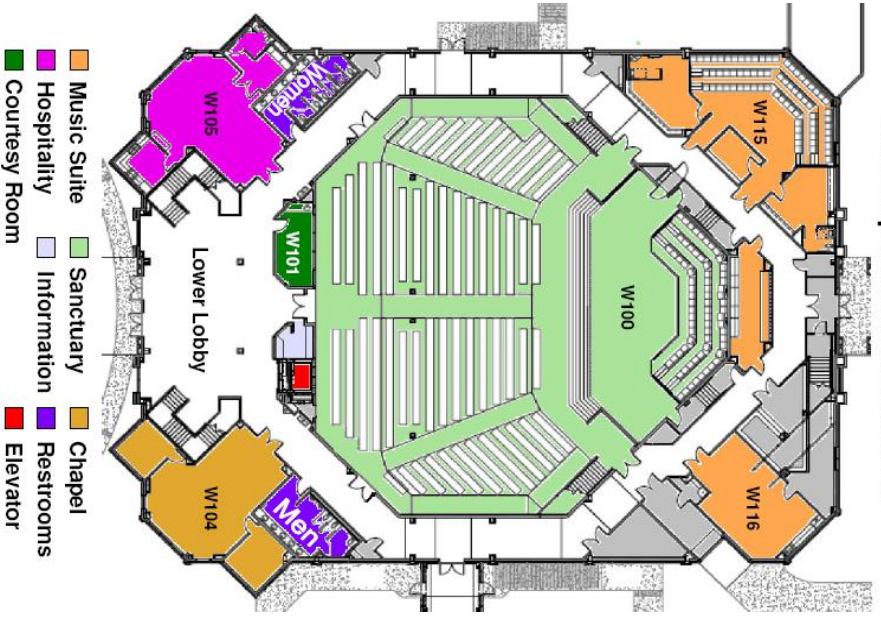 W115
W116
W100
Women
Men
W101
W105
Lower Lobby
W104
Music Suite
Sanctuary
Chapel
Hospitality
Information
Restrooms
Courtesy Room
Elevator